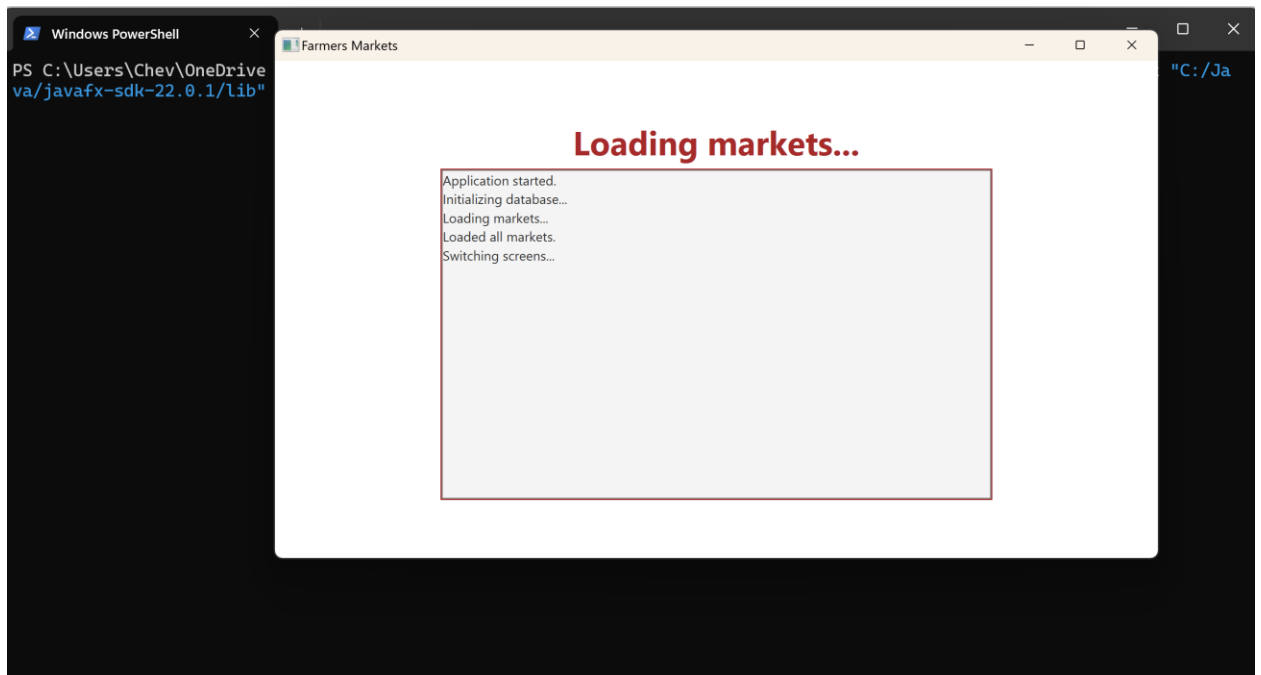 Windows PowerShell
Farmers Markets
PS C:\Users\Chev\OneDrive
"C:/Ja
va/javafx-sdk-22.0.1/lib"
Loading markets...
Application started.
Initializing database...
Loading markets...
Loaded all markets.
Switching screens...